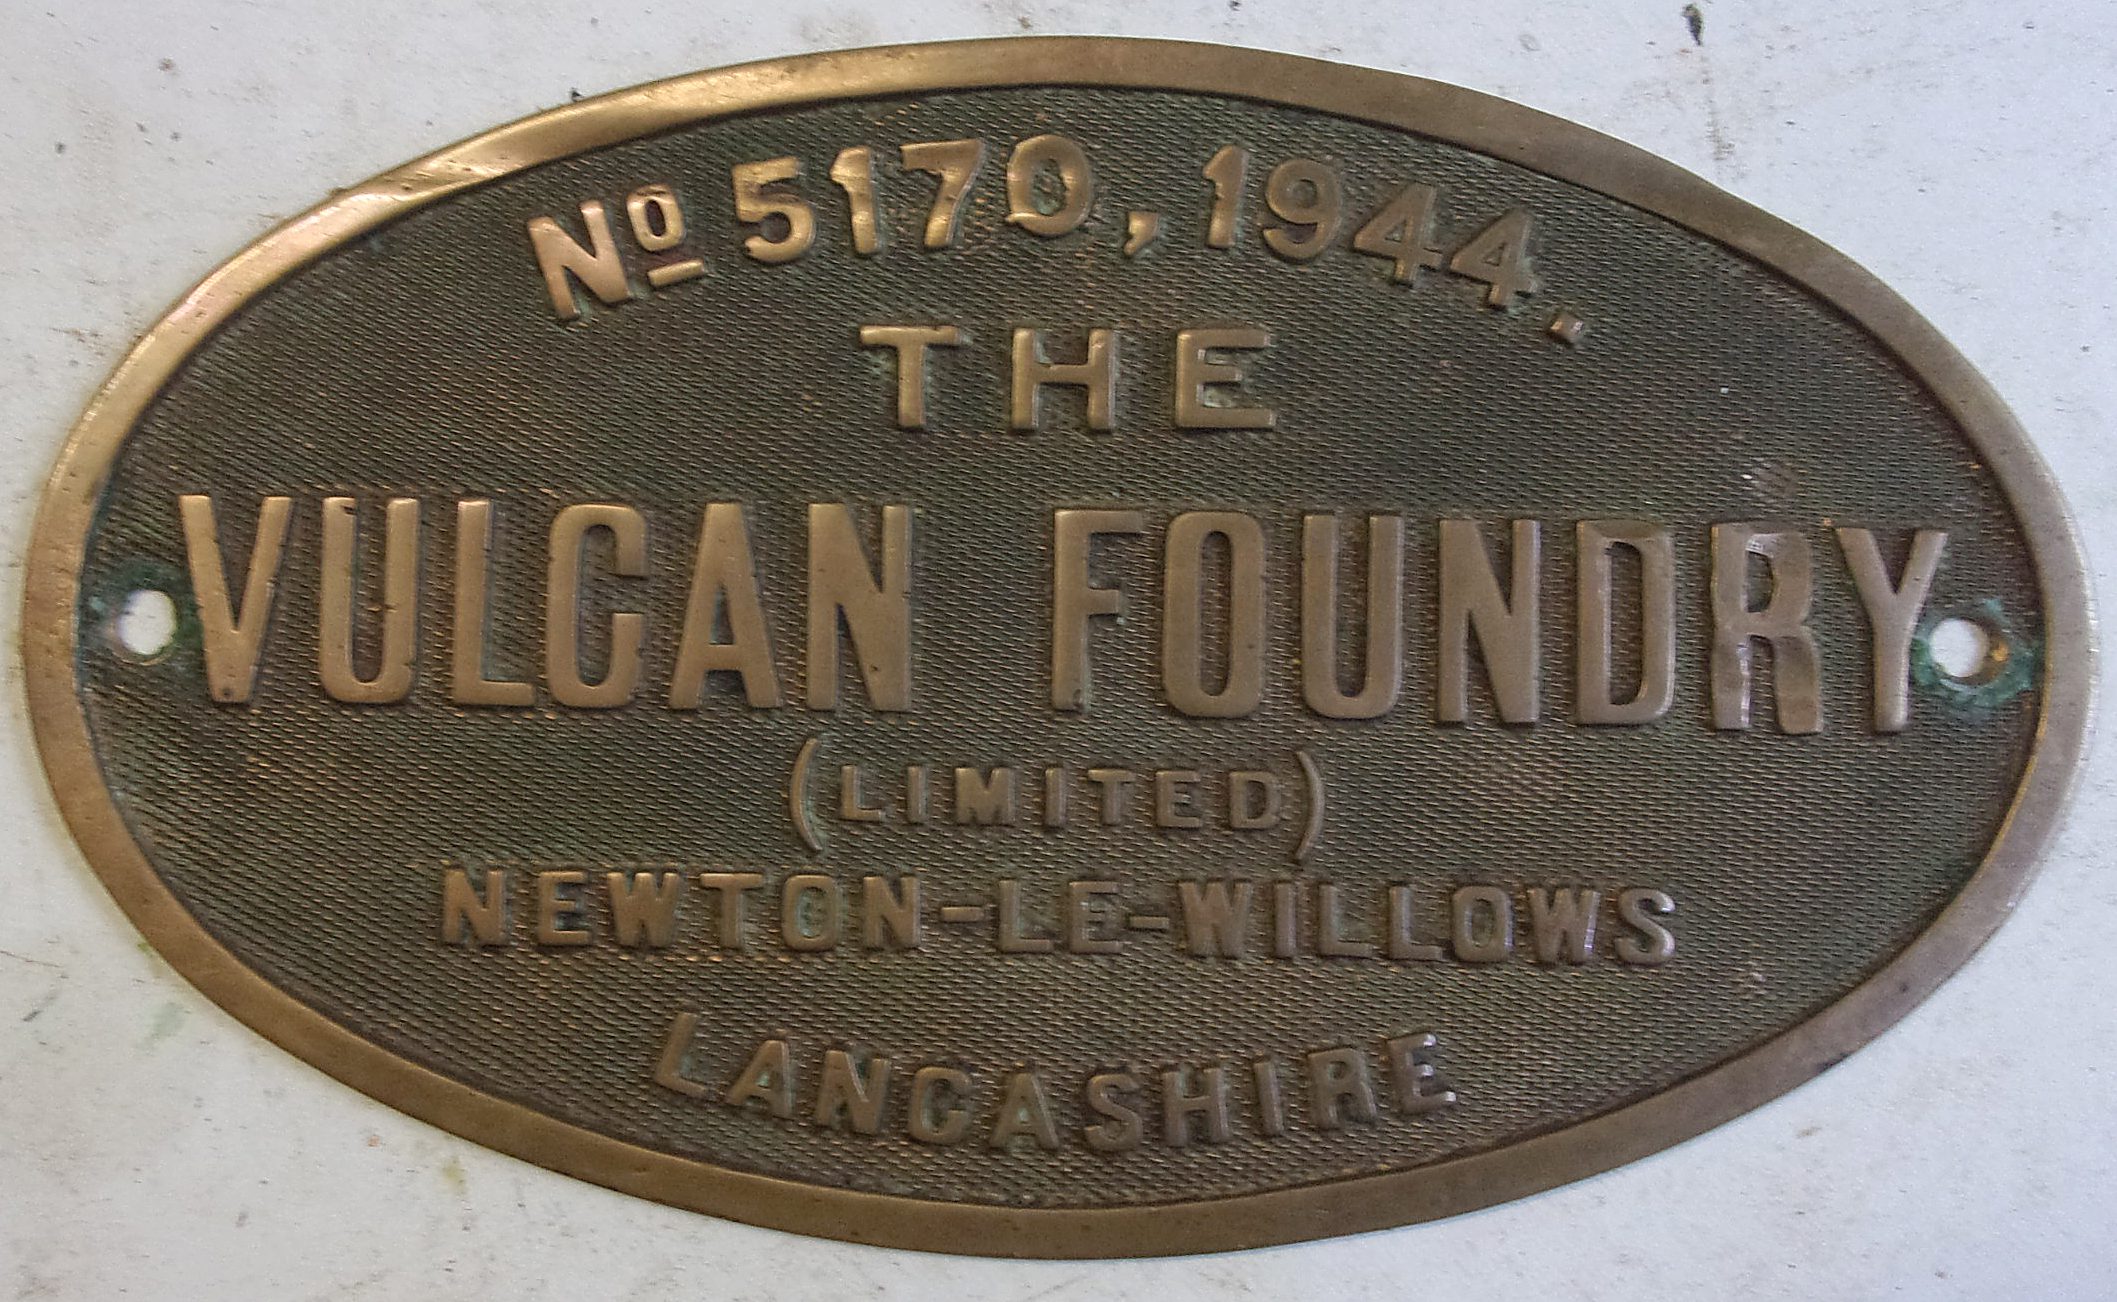 Nº 5170, 1944.
THE
VULCAN FOUNDRY
(LIMITED)
NEWTON-LE-WILLOWS
LANCASHIRE